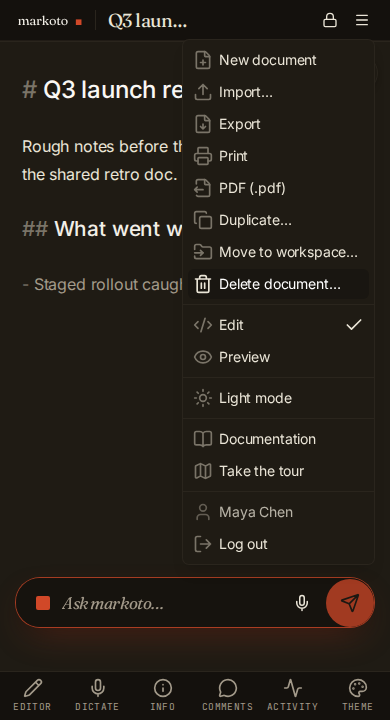 markoto
Q3 laun...
# Q3 launch re
Rough notes before th
the shared retro doc.
## What went w
- Staged rollout caugl
New document
Import...
Export
Print
PDF (.pdf)
Duplicate...
Move to workspace...
Delete document...
Edit
Preview
Light mode
Documentation
Take the tour
Maya Chen
Log out
Ask markoto...
EDITOR DICTATE INFO COMMENTS ACTIVITY THEME